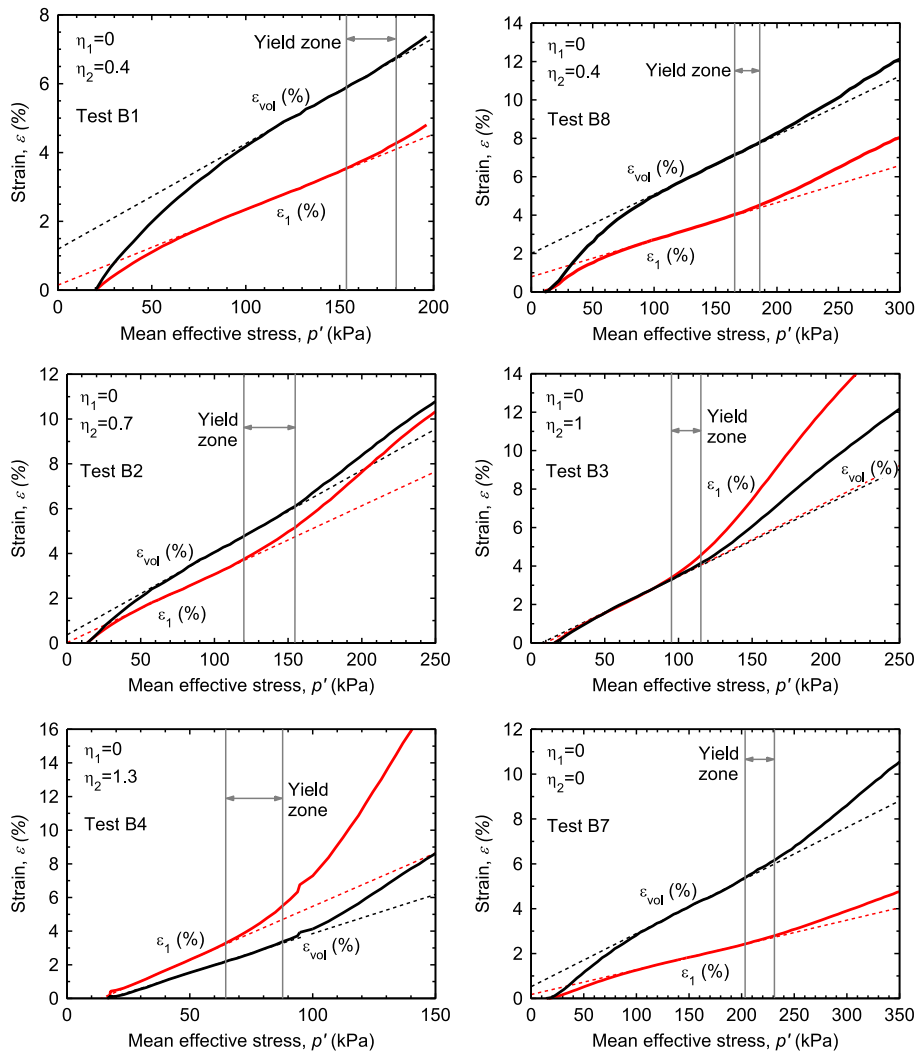 8
6
4
2
0
Strain, ε (%)
η1=0
η2=0.4
Test B1
Yield zone
εvol (%)
ε1 (%)
0 50 100 150 200
Mean effective stress, p′ (kPa)
14
12
10
8
6
4
2
0
Strain, ε (%)
η1=0
η2=0.4
Test B8
Yield zone
εvol (%)
ε1 (%)
0 50 100 150 200 250 300
Mean effective stress, p′ (kPa)
12
10
8
6
4
2
0
Strain, ε (%)
η1=0
η2=0.7
Test B2
Yield
zone
εvol (%)
ε1 (%)
0 50 100 150 200 250
Mean effective stress, p′ (kPa)
14
12
10
8
6
4
2
0
Strain, ε (%)
η1=0
η2=1
Test B3
Yield
zone
ε1 (%)
εvol (%)
0 50 100 150 200 250
Mean effective stress, p′ (kPa)
16
14
12
10
8
6
4
2
0
Strain, ε (%)
η1=0
η2=1.3
Test B4
Yield
zone
ε1 (%)
εvol (%)
0 50 100 150
Mean effective stress, p′ (kPa)
10
8
6
4
2
0
Strain, ε (%)
η1=0
η2=0
Test B7
Yield
zone
εvol (%)
ε1 (%)
0 50 100 150 200 250 300 350
Mean effective stress, p′ (kPa)